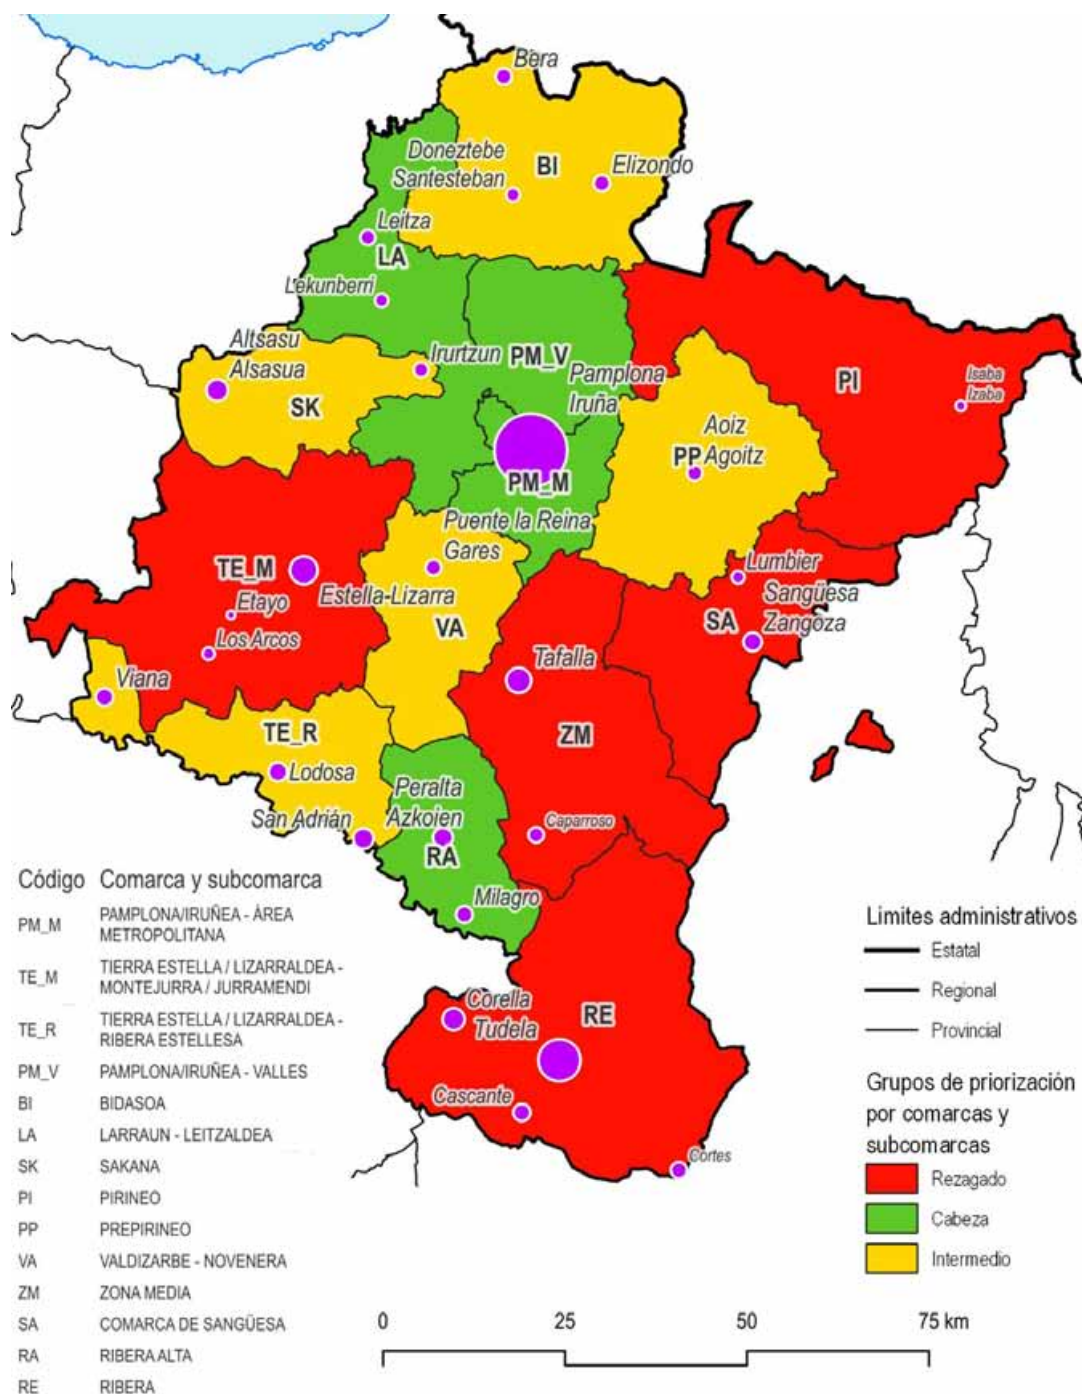 Bera
Doneztebe
Santesteban
BI
Elizondo
Leitza
LA
Lekunberri
Altsasu
Alsasua
Irurtzun
SK
PM_V
Pamplona
Iruña
PI
Isaba
Izaba
Aoiz
PP Agoitz
PM_M
Puente la Reina
Gares
TE_M
Estella-Lizarra
Etayo
Los Arcos
VA
Lumbier
Sangüesa
SA
Zangoza
Viana
Tafalla
TE_R
ZM
Lodosa
Peralta
Azkoien
San Adrián
Caparroso
RA
Milagro
Corella
Tudela
RE
Cascante
Cortes
Código Comarca y subcomarca
PM_M PAMPLONA/IRUÑEA - ÁREA
METROPOLITANA
TE_M TIERRA ESTELLA / LIZARRALDEA -
MONTEJURRA / JURRAMENDI
TE_R TIERRA ESTELLA / LIZARRALDEA -
RIBERA ESTELLESA
PM_V PAMPLONA/IRUÑEA - VALLES
BI BIDASOA
LA LARRAUN - LEITZALDEA
SK SAKANA
PI PIRINEO
PP PREPIRINEO
VA VALDIZARBE - NOVENERA
ZM ZONA MEDIA
SA COMARCA DE SANGÜESA
RA RIBERA ALTA
RE RIBERA
Limites administrativos
Estatal
Regional
Provincial
Grupos de priorización
por comarcas y
subcomarcas
Rezagado
Cabeza
Intermedio
0 25 50 75 km